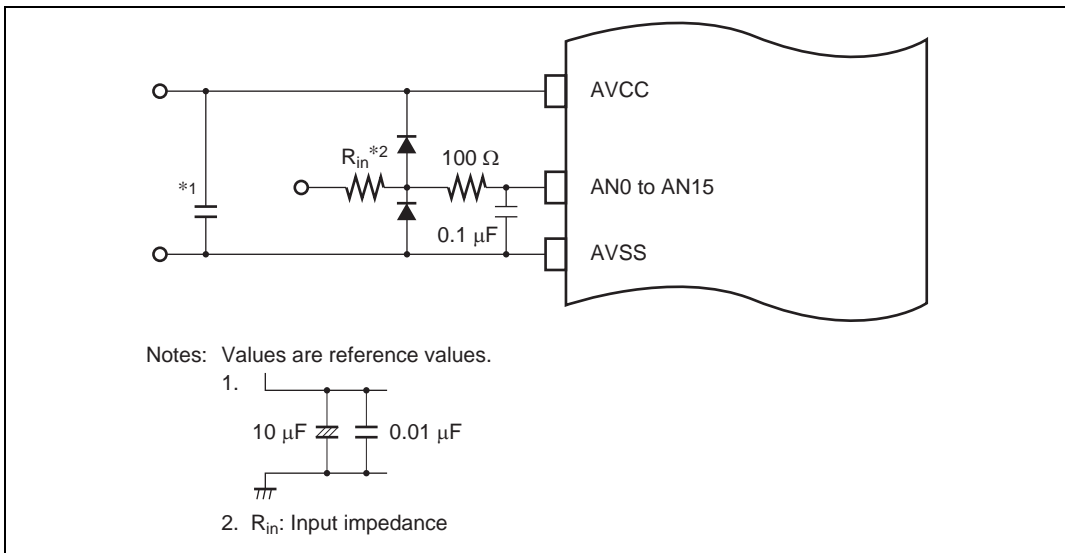 AVCC
R_in*2
100 Ω
*1
AN0 to AN15
0.1 μF
AVSS
Notes: Values are reference values.
1.
10 μF
0.01 μF
2. R_in: Input impedance